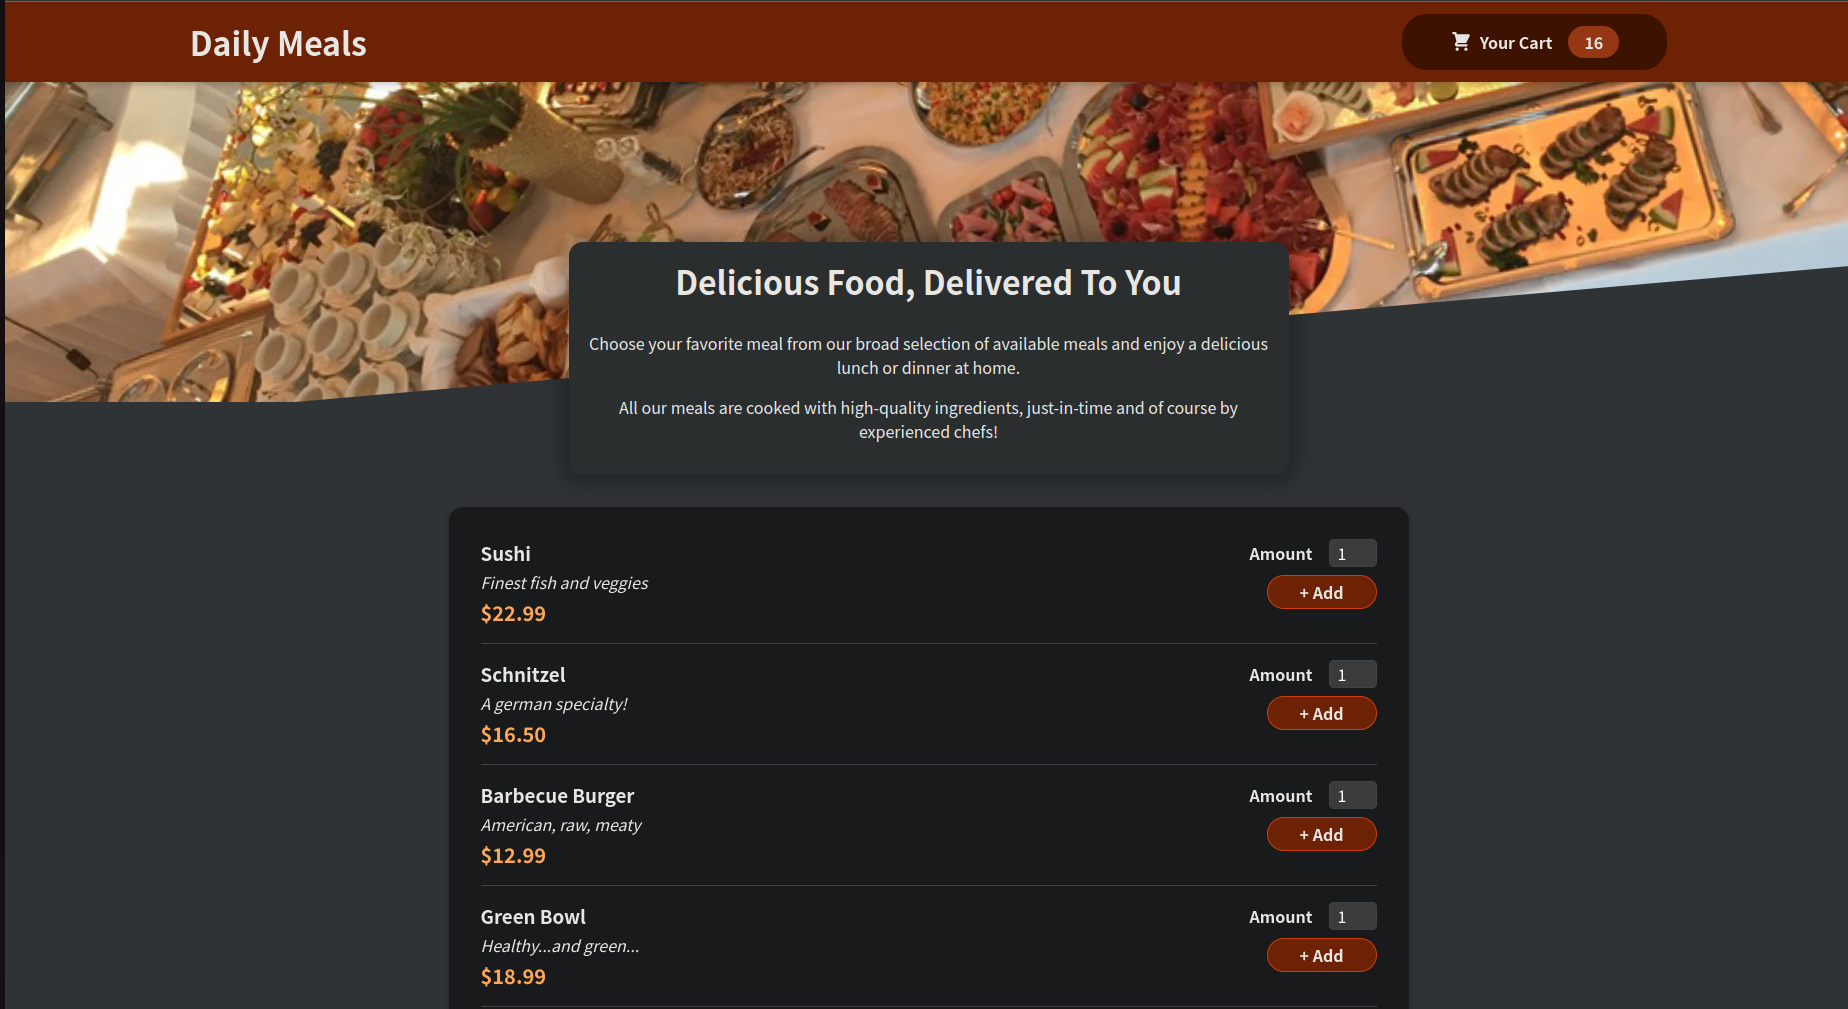 Daily Meals
Your Cart 16
Delicious Food, Delivered To You
Choose your favorite meal from our broad selection of available meals and enjoy a delicious
lunch or dinner at home.
All our meals are cooked with high-quality ingredients, just-in-time and of course by
experienced chefs!
Sushi
Finest fish and veggies
$22.99
Amount 1
+ Add
Schnitzel
A german specialty!
$16.50
Amount 1
+ Add
Barbecue Burger
American, raw, meaty
$12.99
Amount 1
+ Add
Green Bowl
Healthy...and green...
$18.99
Amount 1
+ Add